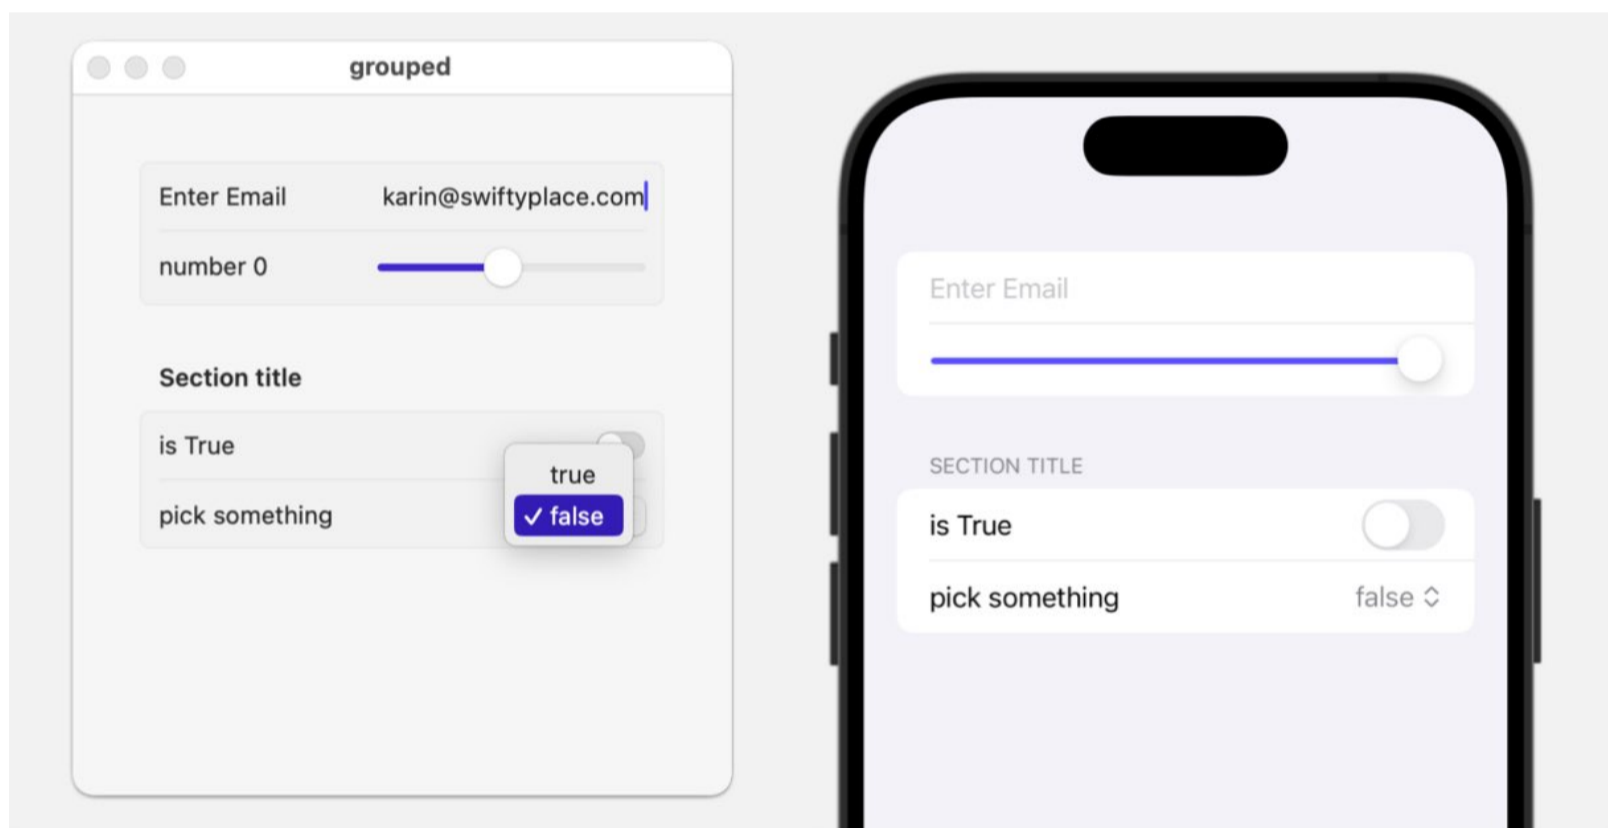 grouped
Enter Email karin@swiftyplace.com
number 0
Section title
is True
true
pick something
false
Enter Email
SECTION TITLE
is True
pick something false